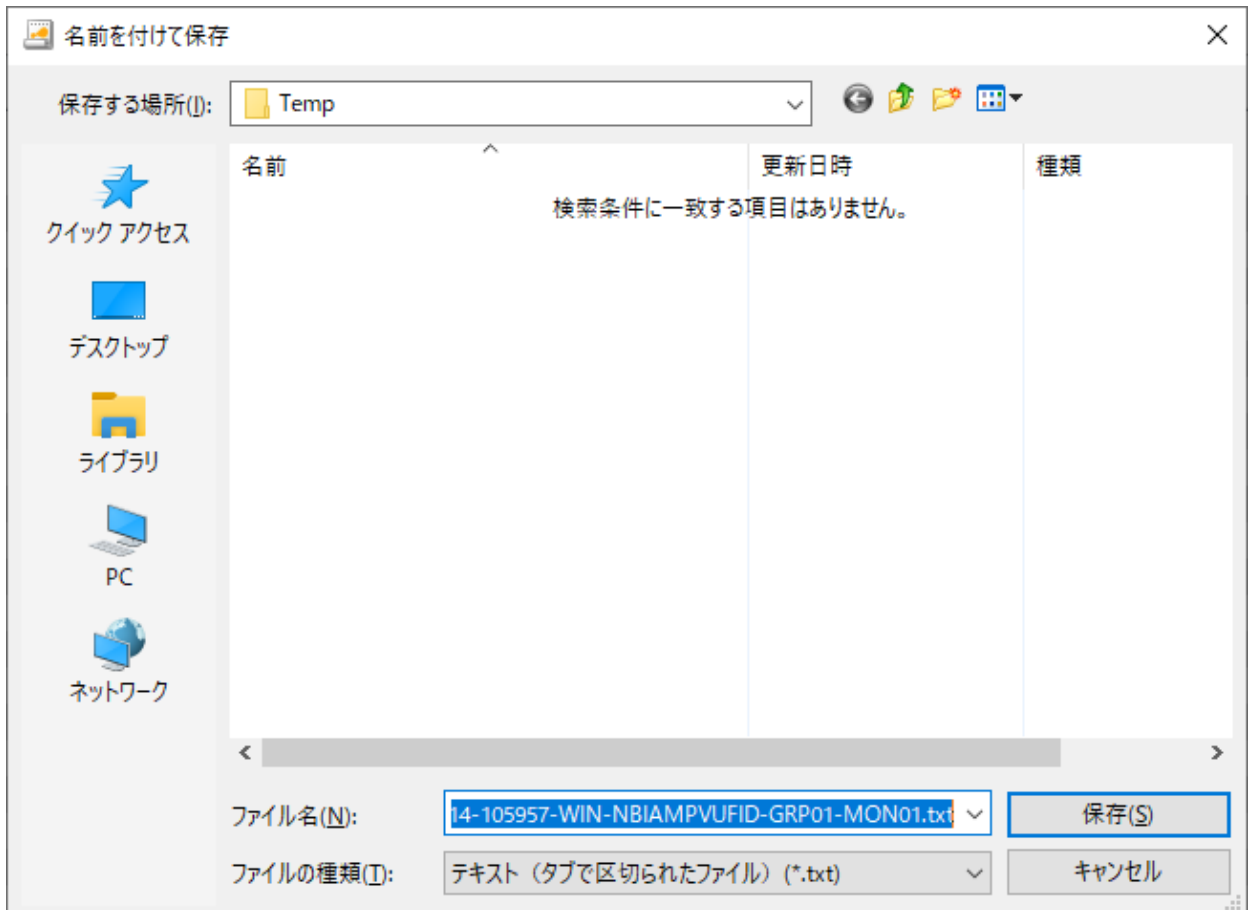 名前を付けて保存
保存する場所(I): Temp
名前 更新日時 種類
検索条件に一致する項目はありません。
クイック アクセス
デスクトップ
ライブラリ
PC
ネットワーク
ファイル名(N): 14-105957-WIN-NBIAMPVUFID-GRP01-MON01.txt 保存(S)
ファイルの種類(T): テキスト（タブで区切られたファイル）(*.txt) キャンセル